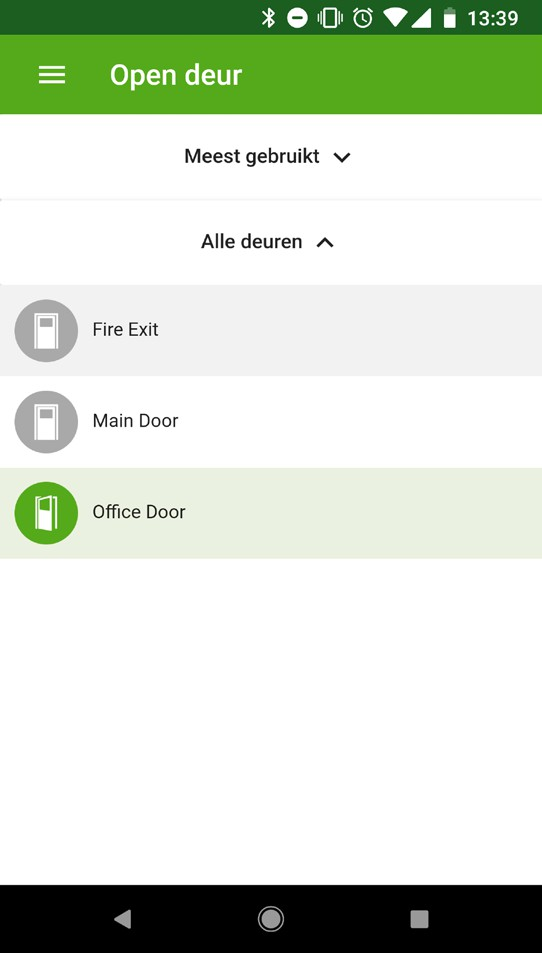 13:39
Open deur
Meest gebruikt
Alle deuren
Fire Exit
Main Door
Office Door